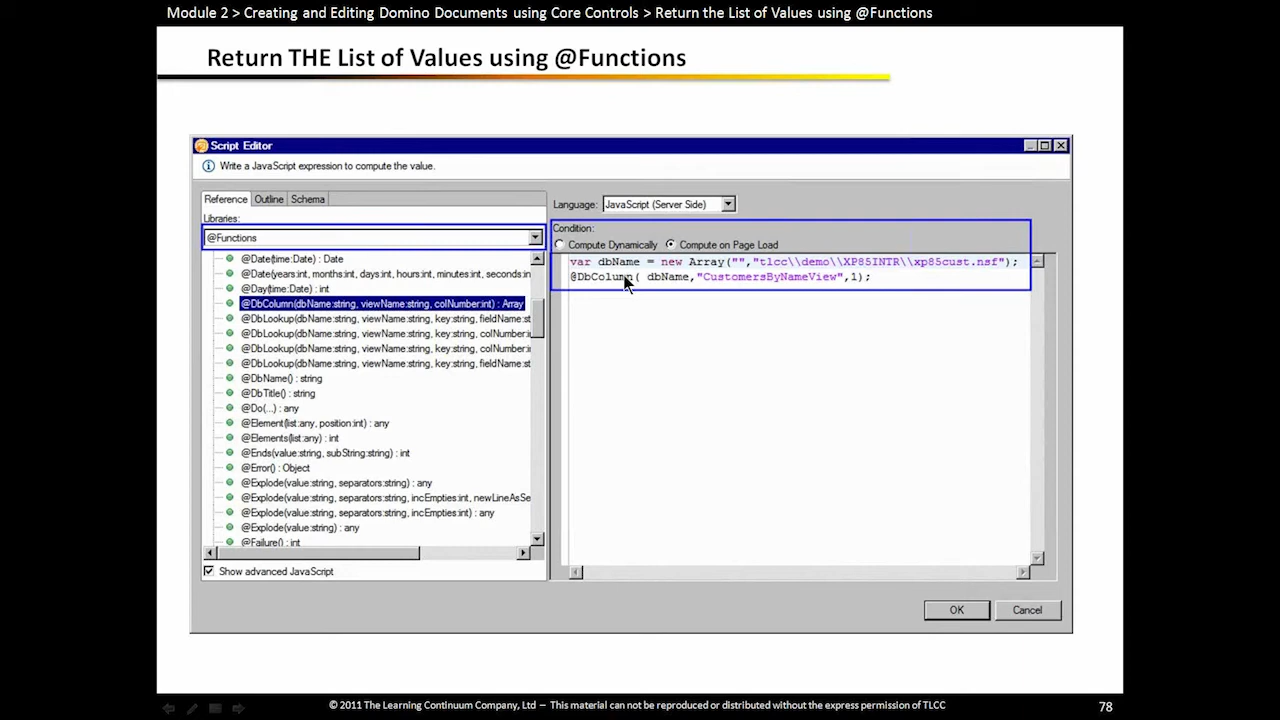 Module 2 > Creating and Editing Domino Documents using Core Controls > Return the List of Values using @Functions
Return THE List of Values using @Functions
Script Editor
Write a JavaScript expression to compute the value.
Reference Outline Schema
Libraries:
@Functions
@Date(time:Date) : Date
@Date(years:int, months:int, days:int, hours:int, minutes:int, seconds:in
@Day(time:Date) : int
@DbColumn(dbName:string, viewName:string, colNumber:int) : Array
@DbLookup(dbName:string, viewName:string, key:string, fieldName:st
@DbLookup(dbName:string, viewName:string, key:string, colNumber:in
@DbLookup(dbName:string, viewName:string, key:string, colNumber:in
@DbLookup(dbName:string, viewName:string, key:string, fieldName:st
@DbName() : string
@DbTitle() : string
@Do(...) : any
@Element(list:any, position:int) : any
@Elements(list:any) : int
@Ends(value:string, subString:string) : int
@Error() : Object
@Explode(value:string, separators:string) : any
@Explode(value:string, separators:string, incEmpties:int, newLineAsSe
@Explode(value:string, separators:string, incEmpties:int) : any
@Explode(value:string) : any
@Failure() : int
Show advanced JavaScript
Language: JavaScript (Server Side)
Condition:
Compute Dynamically Compute on Page Load
var dbName = new Array("","tlcc\\demo\\XP85INTR\\xp85cust.nsf");
@DbColumn( dbName,"CustomersByNameView",1);
OK Cancel
© 2011 The Learning Continuum Company, Ltd – This material can not be reproduced or distributed without the express permission of TLCC
78